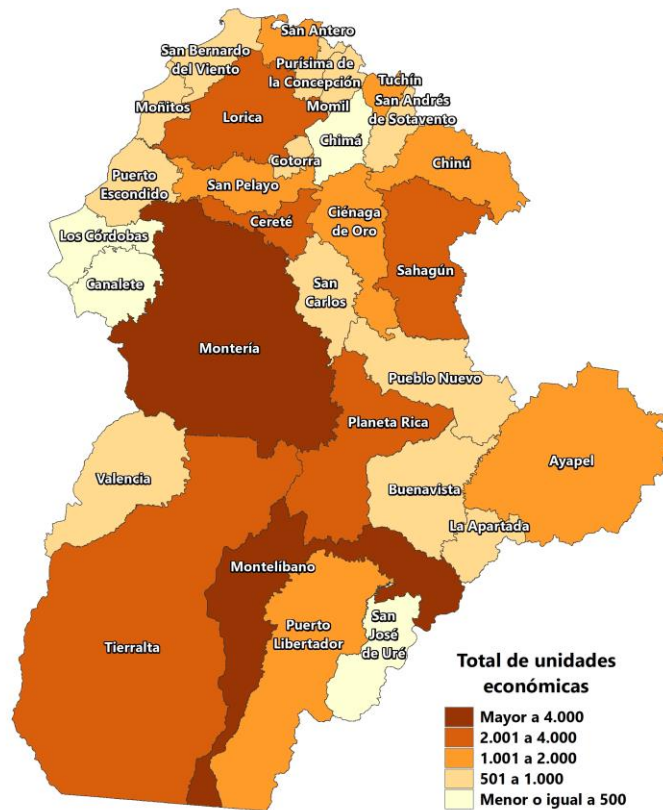 San Antero
San Bernardo
del Viento
Purísima de
la Concepción
Tuchín
San Andrés
de Sotavento
Moñitos
Lorica
Momil
Chimá
Cotorra
Chinú
Puerto
Escondido
San Pelayo
Cereté
Ciénaga
de Oro
Los Córdobas
Canalete
San
Carlos
Sahagún
Montería
Pueblo Nuevo
Planeta Rica
Ayapel
Valencia
Buenavista
La Apartada
Montelíbano
Tierralta
Puerto
Libertador
San
José
de Uré
Total de unidades
económicas
Mayor a 4.000
2.001 a 4.000
1.001 a 2.000
501 a 1.000
Menor o igual a 500